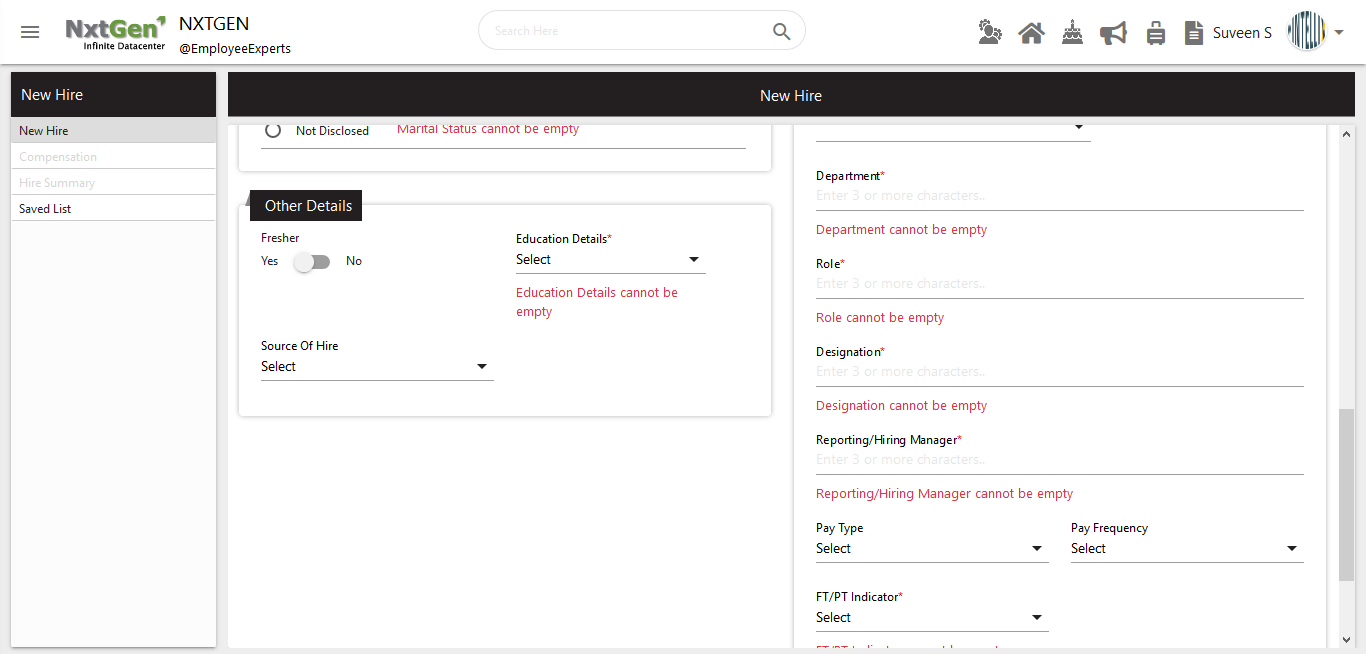 NxtGen
Infinite Datacenter
NXTGEN
@EmployeeExperts
Search Here
Suveen S
New Hire
New Hire
Compensation
Hire Summary
Saved List
New Hire
Not Disclosed
Marital Status cannot be empty
Other Details
Fresher
Yes
No
Education Details*
Select
Education Details cannot be
empty
Source Of Hire
Select
Department*
Enter 3 or more characters..
Department cannot be empty
Role*
Enter 3 or more characters..
Role cannot be empty
Designation*
Enter 3 or more characters..
Designation cannot be empty
Reporting/Hiring Manager*
Enter 3 or more characters..
Reporting/Hiring Manager cannot be empty
Pay Type
Select
Pay Frequency
Select
FT/PT Indicator*
Select